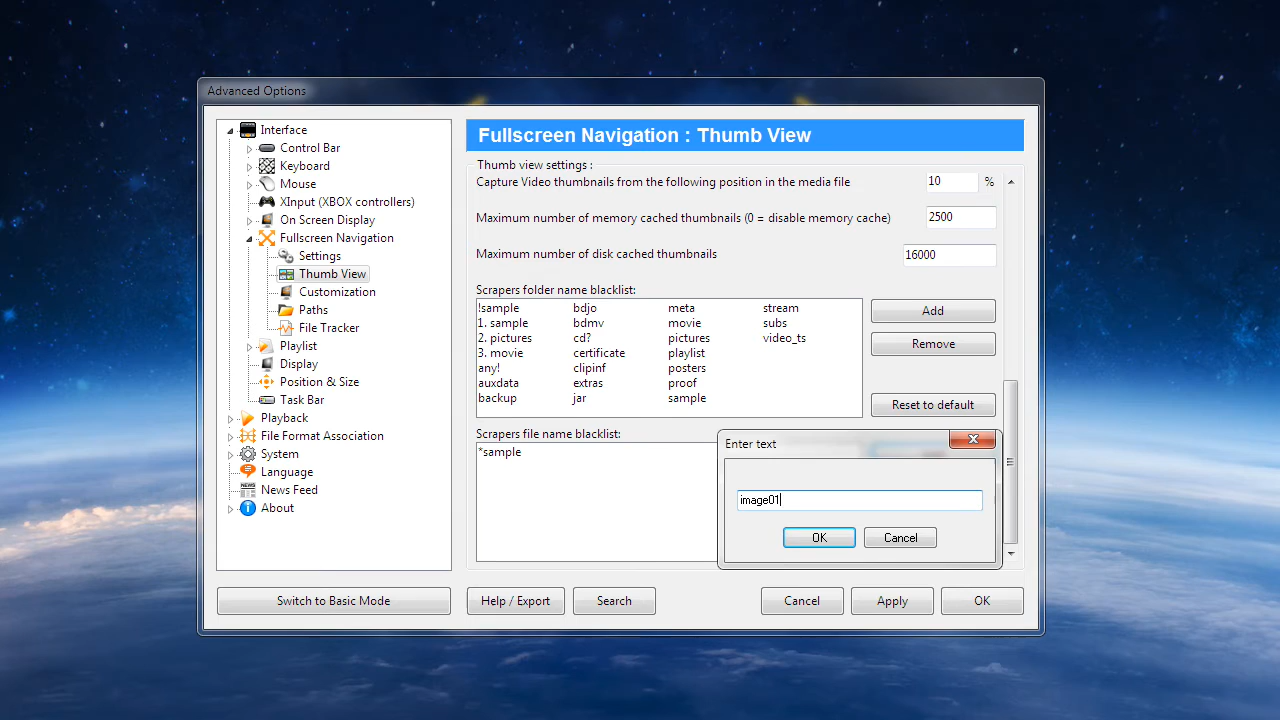 Advanced Options
Interface
Control Bar
Keyboard
Mouse
XInput (XBOX controllers)
On Screen Display
Fullscreen Navigation
Settings
Thumb View
Customization
Paths
File Tracker
Playlist
Display
Position & Size
Task Bar
Playback
File Format Association
System
Language
NEWS
News Feed
About
Switch to Basic Mode
Fullscreen Navigation : Thumb View
Thumb view settings :
Capture Video thumbnails from the following position in the media file 10 %
Maximum number of memory cached thumbnails (0 = disable memory cache) 2500
Maximum number of disk cached thumbnails 16000
Scrapers folder name blacklist:
!sample bdjo meta stream
1. sample bdmv movie subs
2. pictures cd? pictures video_ts
3. movie certificate playlist
any! clipinf posters
auxdata extras proof
backup jar sample
Add
Remove
Reset to default
Scrapers file name blacklist:
*sample
Enter text
image01
OK Cancel
Help / Export Search Cancel Apply OK